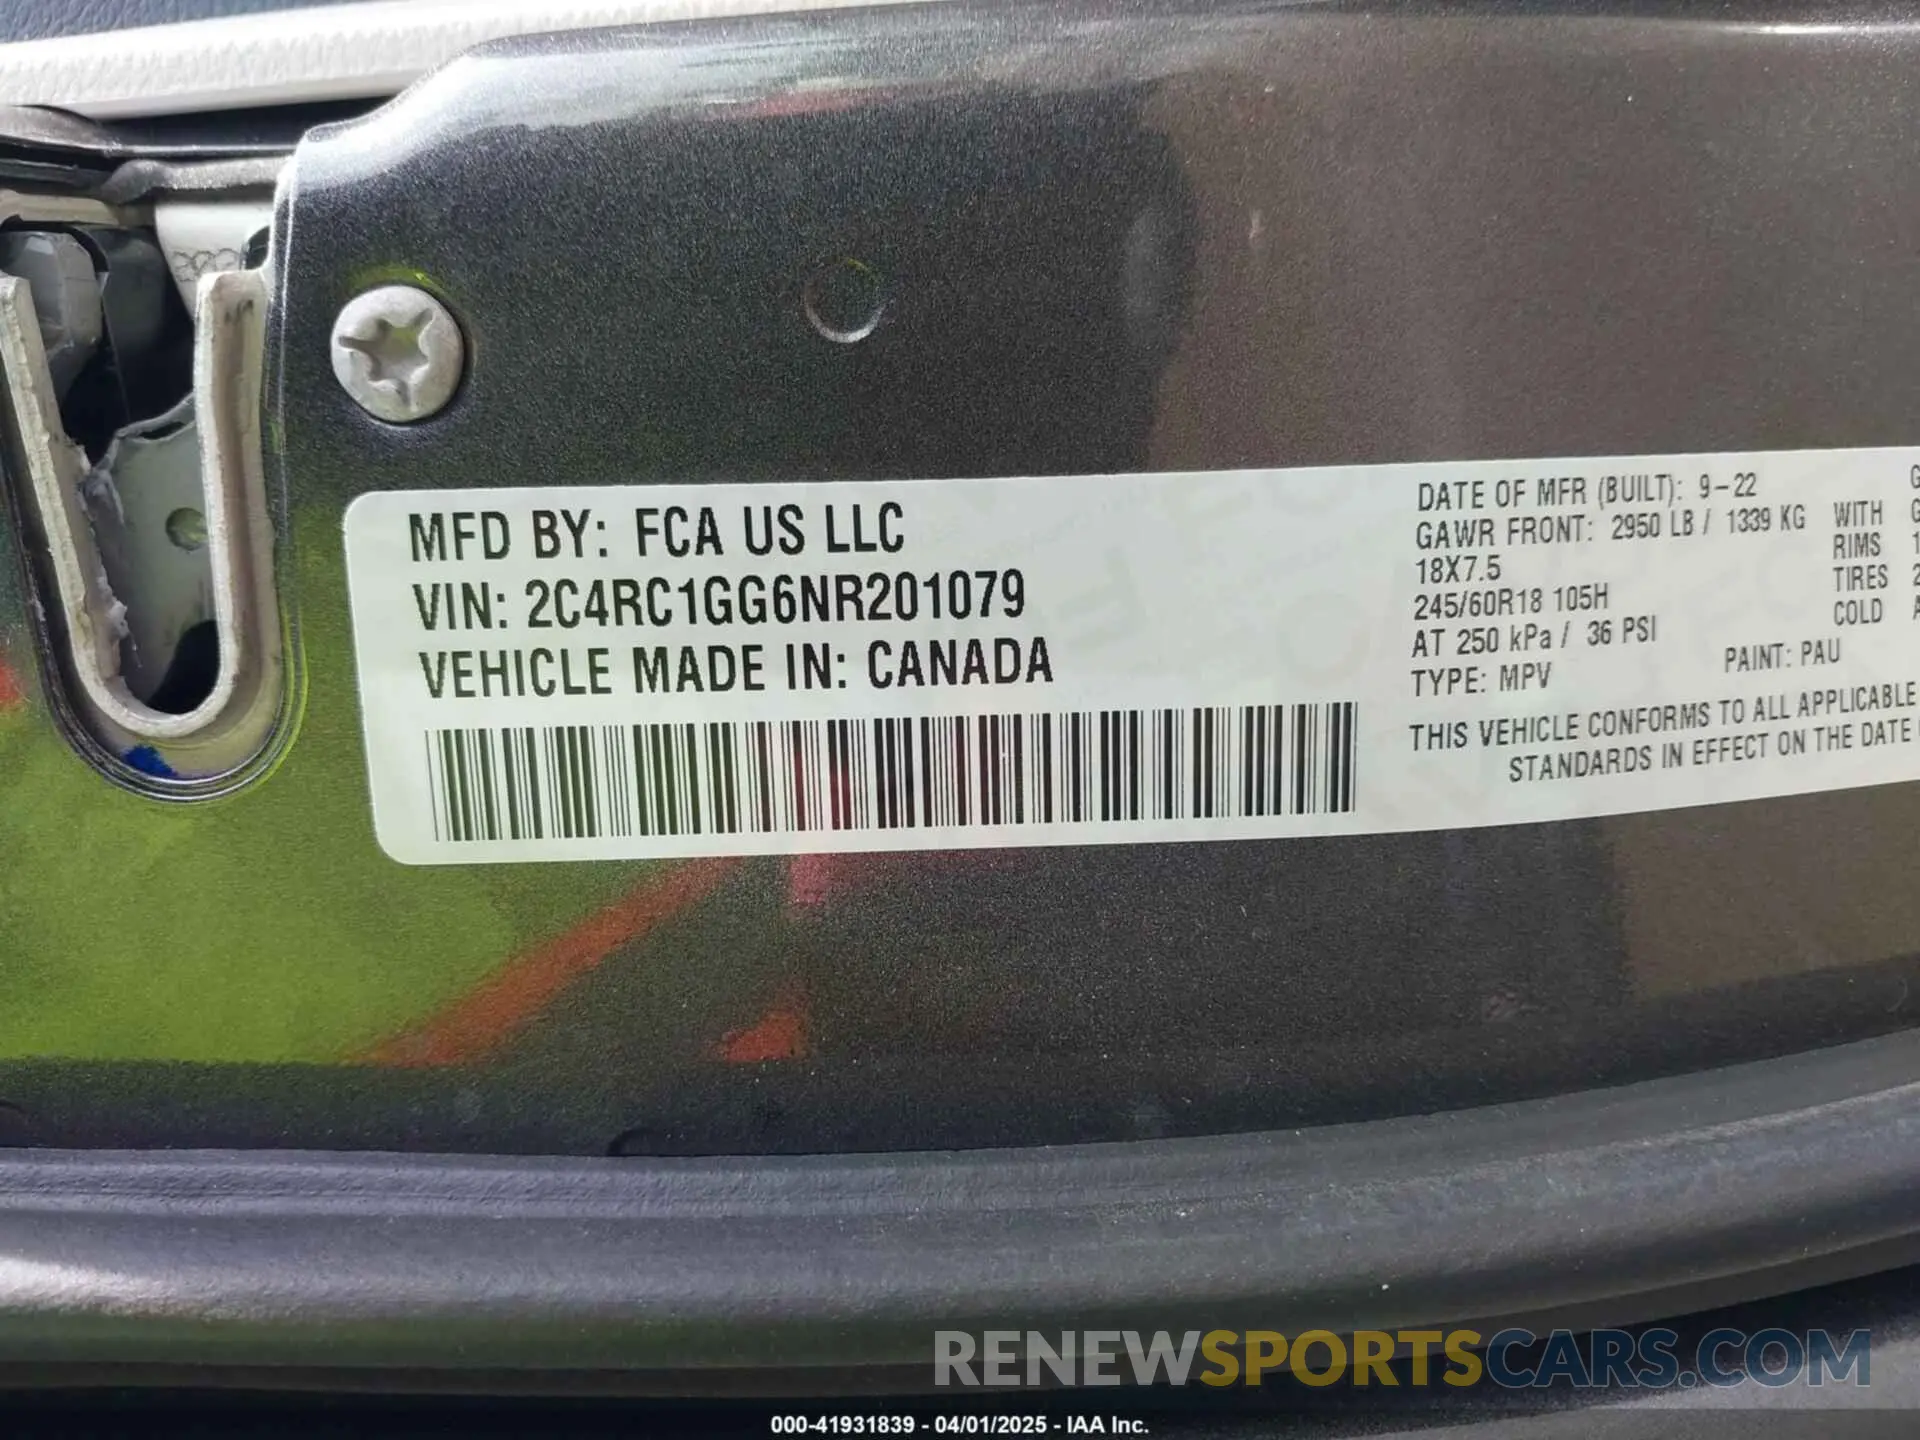 MFD BY: FCA US LLC
VIN: 2C4RC1GG6NR201079
VEHICLE MADE IN: CANADA
DATE OF MFR (BUILT): 9-22
GAWR FRONT: 2950 LB / 1339 KG WITH
18X7.5 RIMS
245/60R18 105H TIRES
AT 250 kPa / 36 PSI COLD
TYPE: MPV PAINT: PAU
THIS VEHICLE CONFORMS TO ALL APPLICABLE
STANDARDS IN EFFECT ON THE DATE
RENEWSPORTSCARS.COM
000-41931839 - 04/01/2025 - IAA Inc.